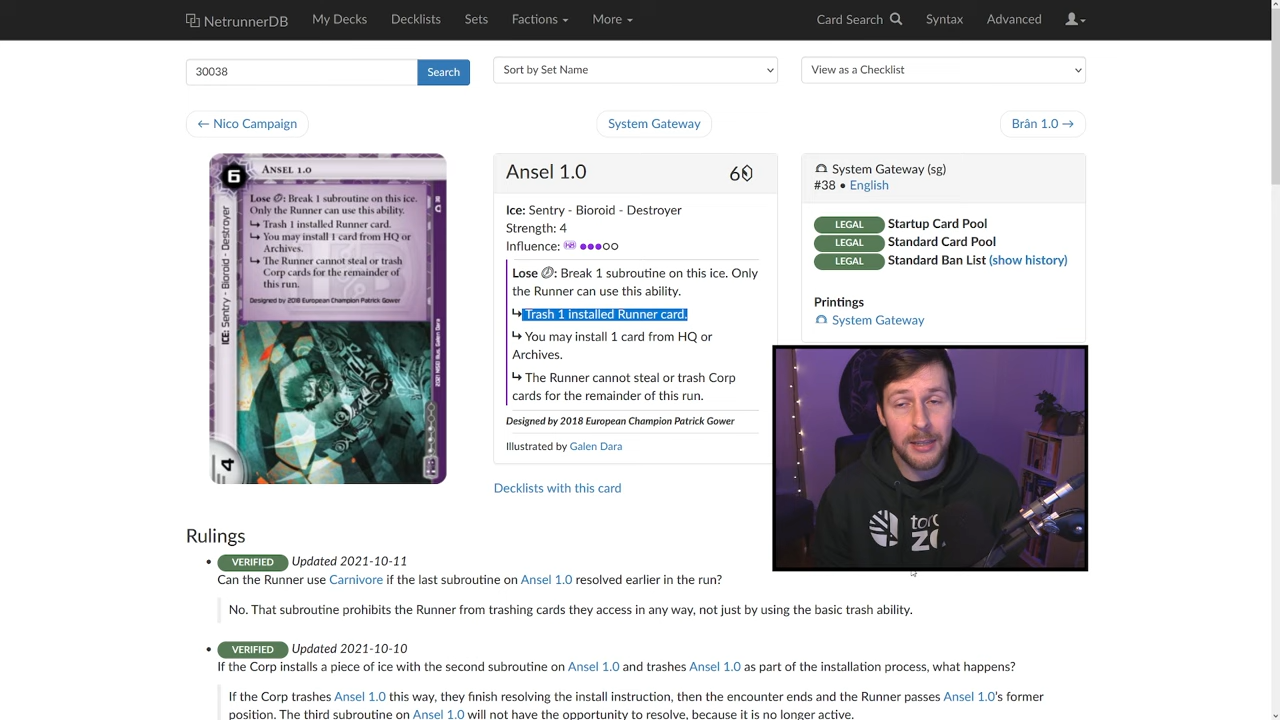 NetrunnerDB My Decks Decklists Sets Factions More Card Search Syntax Advanced
30038 Search Sort by Set Name View as a Checklist
← Nico Campaign System Gateway Brân 1.0 →
6 ANSEL 1.0
Lose : Break 1 subroutine on this ice.
Only the Runner can use this ability.
↳ Trash 1 installed Runner card.
↳ You may install 1 card from HQ or
Archives.
↳ The Runner cannot steal or trash
Corp cards for the remainder of
this run.
Designed by 2018 European Champion Patrick Gower
ICE: Sentry - Bioroid - Destroyer
4
Ansel 1.0 6
Ice: Sentry - Bioroid - Destroyer
Strength: 4
Influence: ●●●○○
Lose : Break 1 subroutine on this ice. Only
the Runner can use this ability.
↳ Trash 1 installed Runner card.
↳ You may install 1 card from HQ or
Archives.
↳ The Runner cannot steal or trash Corp
cards for the remainder of this run.
Designed by 2018 European Champion Patrick Gower
Illustrated by Galen Dara
Decklists with this card
System Gateway (sg)
#38 • English
LEGAL Startup Card Pool
LEGAL Standard Card Pool
LEGAL Standard Ban List (show history)
Printings
System Gateway
Rulings
• VERIFIED Updated 2021-10-11
Can the Runner use Carnivore if the last subroutine on Ansel 1.0 resolved earlier in the run?
No. That subroutine prohibits the Runner from trashing cards they access in any way, not just by using the basic trash ability.
• VERIFIED Updated 2021-10-10
If the Corp installs a piece of ice with the second subroutine on Ansel 1.0 and trashes Ansel 1.0 as part of the installation process, what happens?
If the Corp trashes Ansel 1.0 this way, they finish resolving the install instruction, then the encounter ends and the Runner passes Ansel 1.0's former
position. The third subroutine on Ansel 1.0 will not have the opportunity to resolve, because it is no longer active.